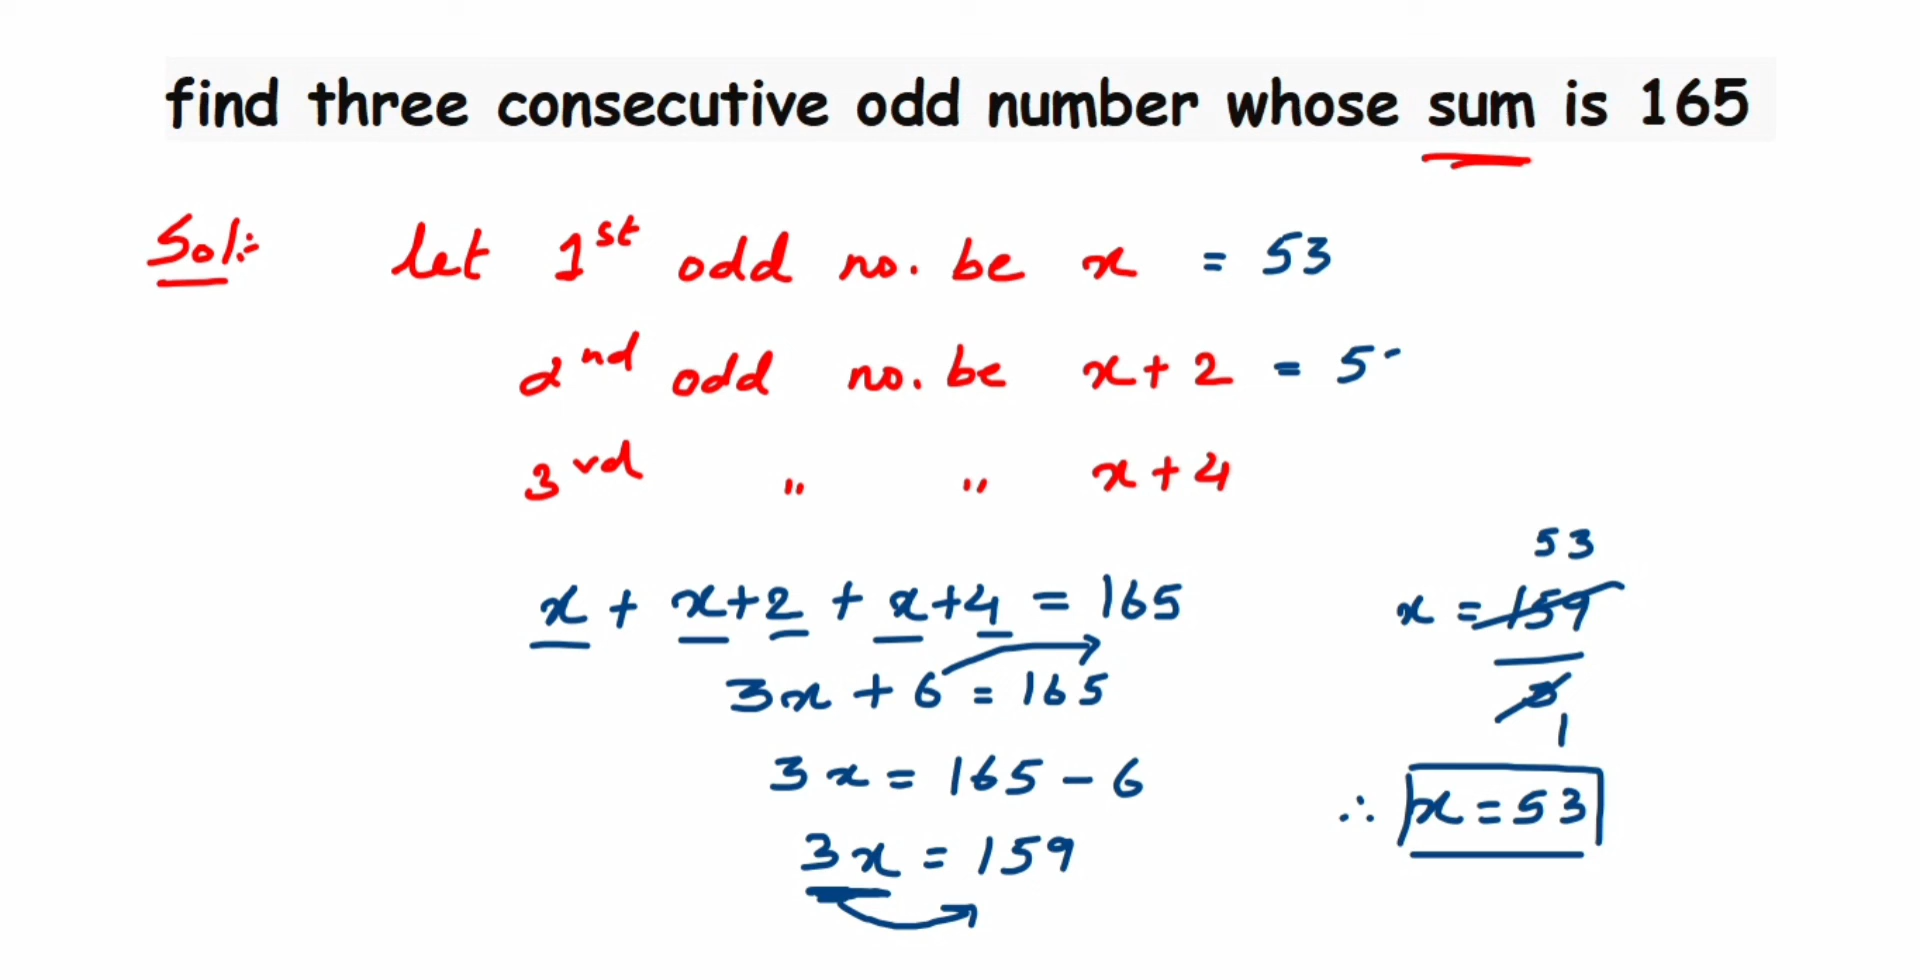 find three consecutive odd number whose sum is 165
Sol:- let 1st odd no. be x = 53
2nd odd no. be x+2 = 5
3rd " " x+4
x + x+2 + x+4 = 165
3x + 6 = 165
3x = 165 - 6
3x = 159
53
x = 159
3
1
∴ x = 53